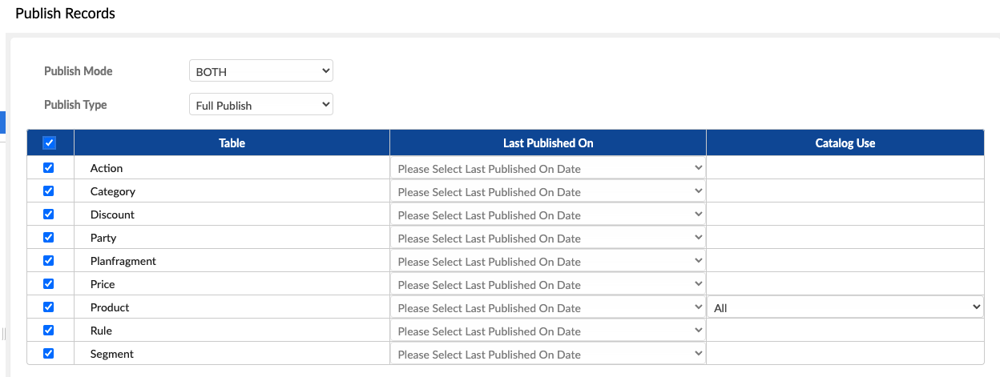 Publish Records
Publish Mode BOTH
Publish Type Full Publish
Table Last Published On Catalog Use
Action Please Select Last Published On Date
Category Please Select Last Published On Date
Discount Please Select Last Published On Date
Party Please Select Last Published On Date
Planfragment Please Select Last Published On Date
Price Please Select Last Published On Date
Product Please Select Last Published On Date All
Rule Please Select Last Published On Date
Segment Please Select Last Published On Date